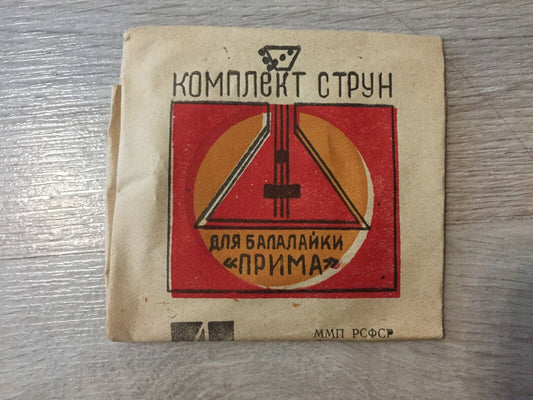 КОМПЛЕКТ СТРУН
ДЛЯ БАЛАЛАЙКИ
«ПРИМА»
ММП РСФСР